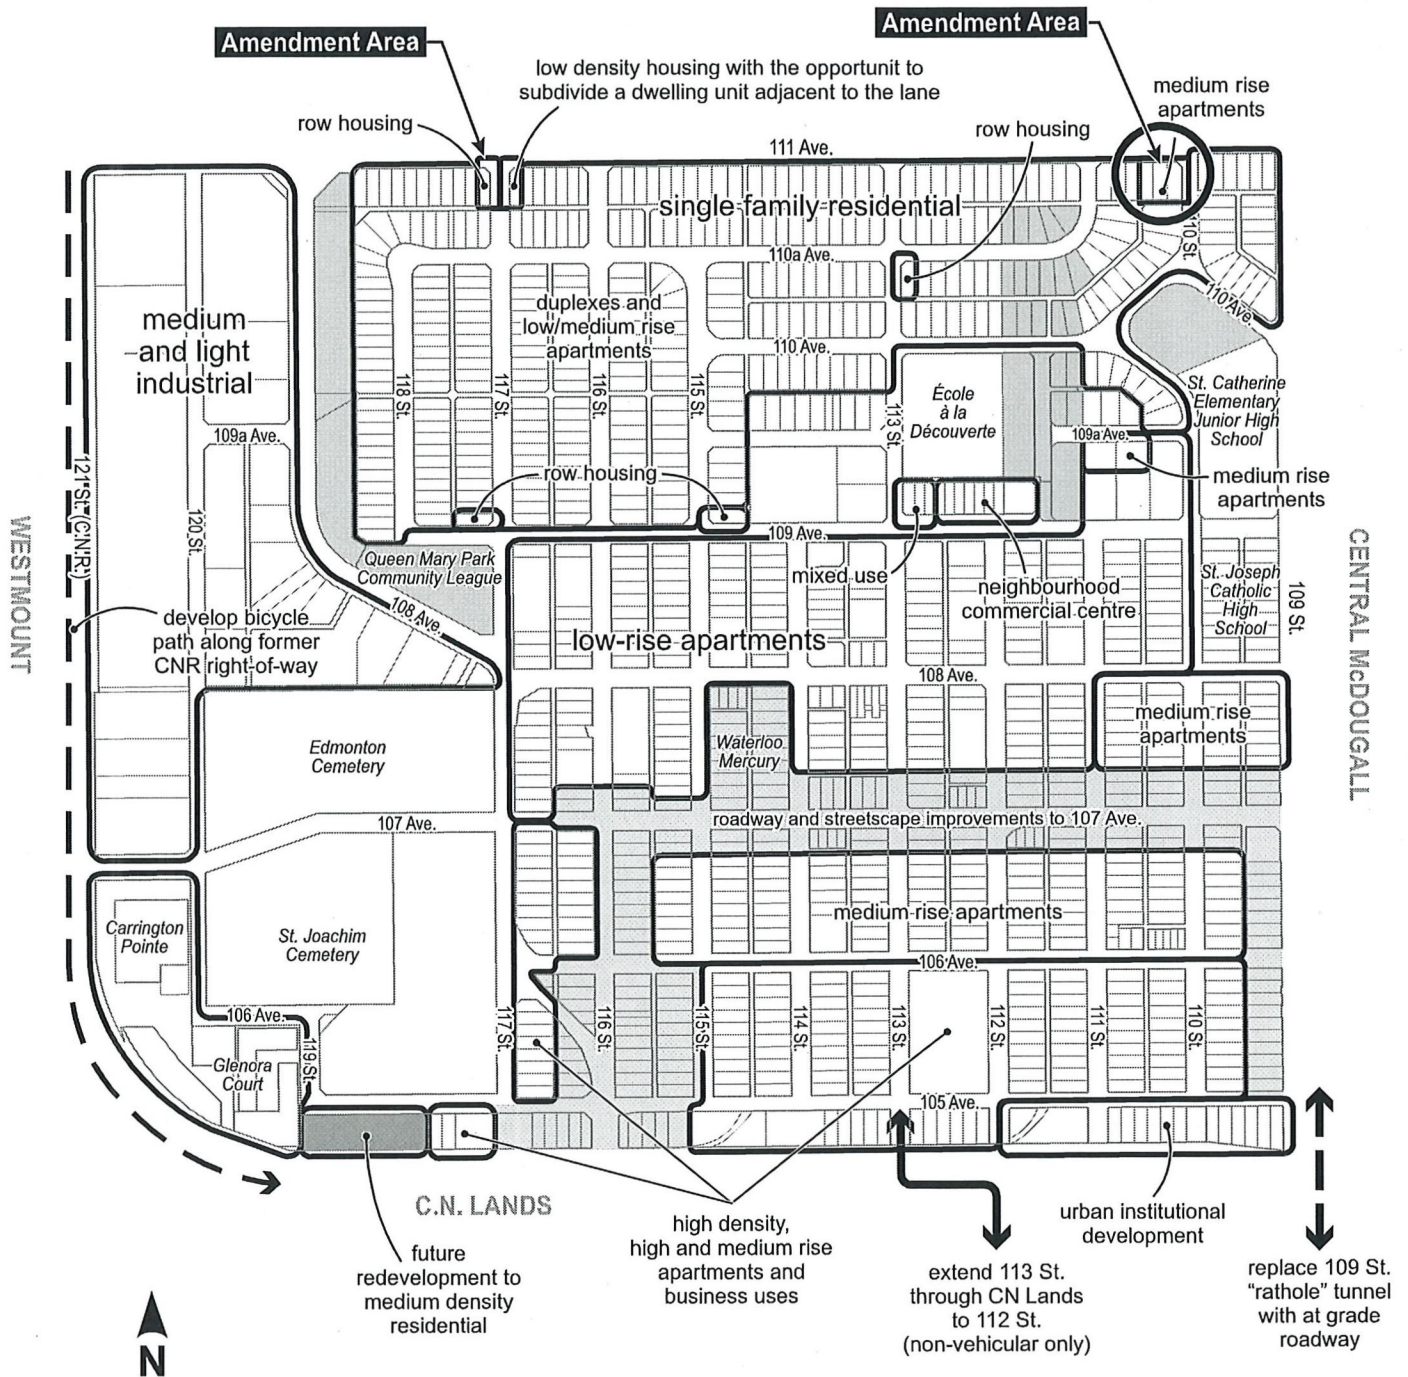 Amendment Area
Amendment Area
low density housing with the opportunit to
subdivide a dwelling unit adjacent to the lane
medium rise
apartments
row housing
row housing
111 Ave.
single family residential
110 St.
110a Ave.
110 Ave.
duplexes and
low/medium rise
apartments
medium
and light
industrial
110 Ave.
118 St.
117 St.
116 St.
115 St.
113 St.
École
à la
Découverte
St. Catherine
Elementary
Junior High
School
109a Ave.
109a Ave.
medium rise
apartments
row housing
121 St. (C.N.R.)
120 St.
109 Ave.
WESTMOUNT
CENTRAL McDOUGALL
Queen Mary Park
Community League
mixed use
neighbourhood
commercial centre
St. Joseph
Catholic
High
School
109 St.
108 Ave.
develop bicycle
path along former
CNR right-of-way
low-rise apartments
108 Ave.
medium rise
apartments
Edmonton
Cemetery
Waterloo
Mercury
107 Ave.
roadway and streetscape improvements to 107 Ave.
Carrington
Pointe
St. Joachim
Cemetery
medium rise apartments
106 Ave.
106 Ave.
119 St.
117 St.
116 St.
115 St.
114 St.
113 St.
112 St.
111 St.
110 St.
Glenora
Court
105 Ave.
C.N. LANDS
future
redevelopment to
medium density
residential
high density,
high and medium rise
apartments and
business uses
extend 113 St.
through CN Lands
to 112 St.
(non-vehicular only)
urban institutional
development
replace 109 St.
“rathole” tunnel
with at grade
roadway
N